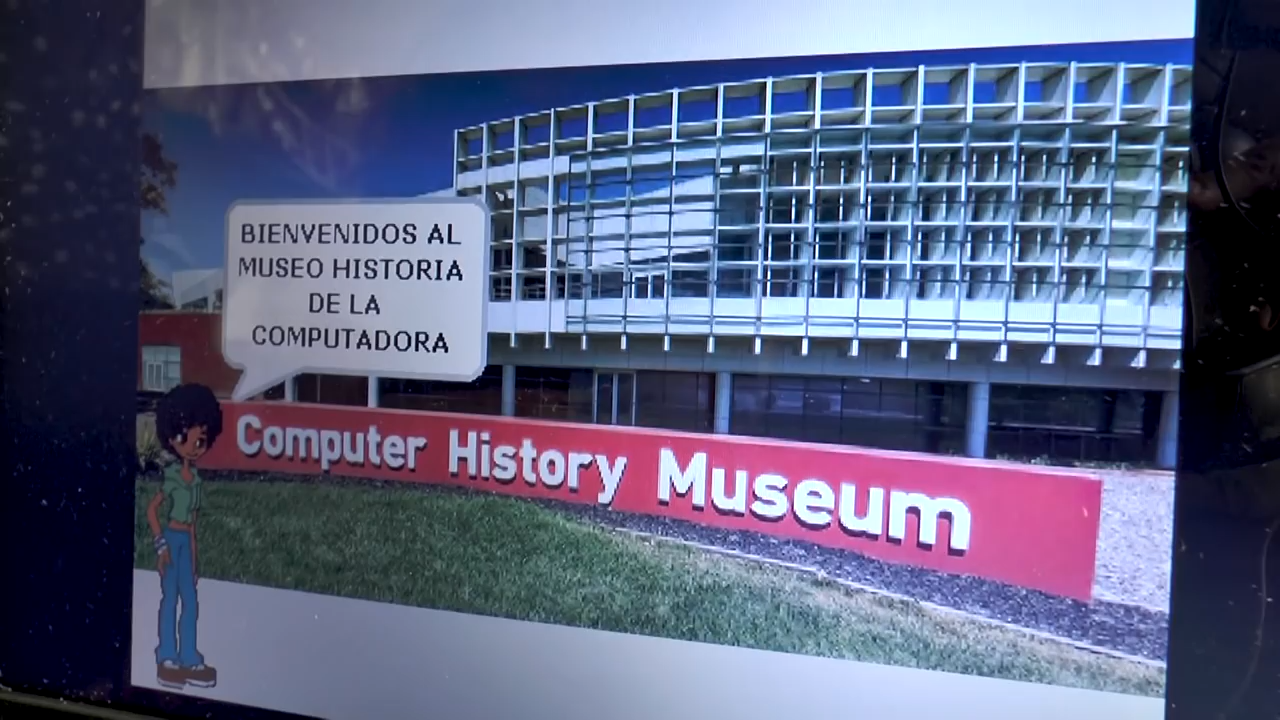 BIENVENIDOS AL
MUSEO HISTORIA
DE LA
COMPUTADORA
Computer History Museum